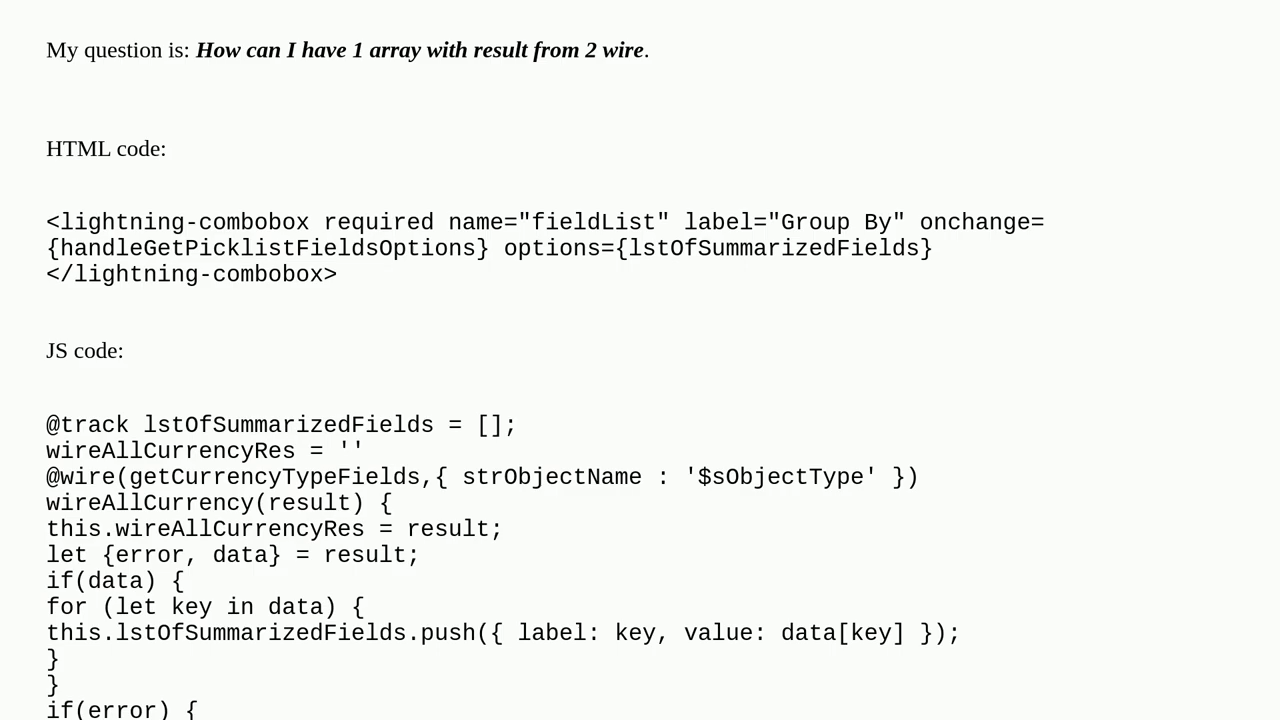 My question is: How can I have 1 array with result from 2 wire.
HTML code:
<lightning-combobox required name="fieldList" label="Group By" onchange=
{handleGetPicklistFieldsOptions} options={lstOfSummarizedFields}
</lightning-combobox>
JS code:
@track lstOfSummarizedFields = [];
wireAllCurrencyRes = ''
@wire(getCurrencyTypeFields,{ strObjectName : '$sObjectType' })
wireAllCurrency(result) {
this.wireAllCurrencyRes = result;
let {error, data} = result;
if(data) {
for (let key in data) {
this.lstOfSummarizedFields.push({ label: key, value: data[key] });
}
}
if(error) {